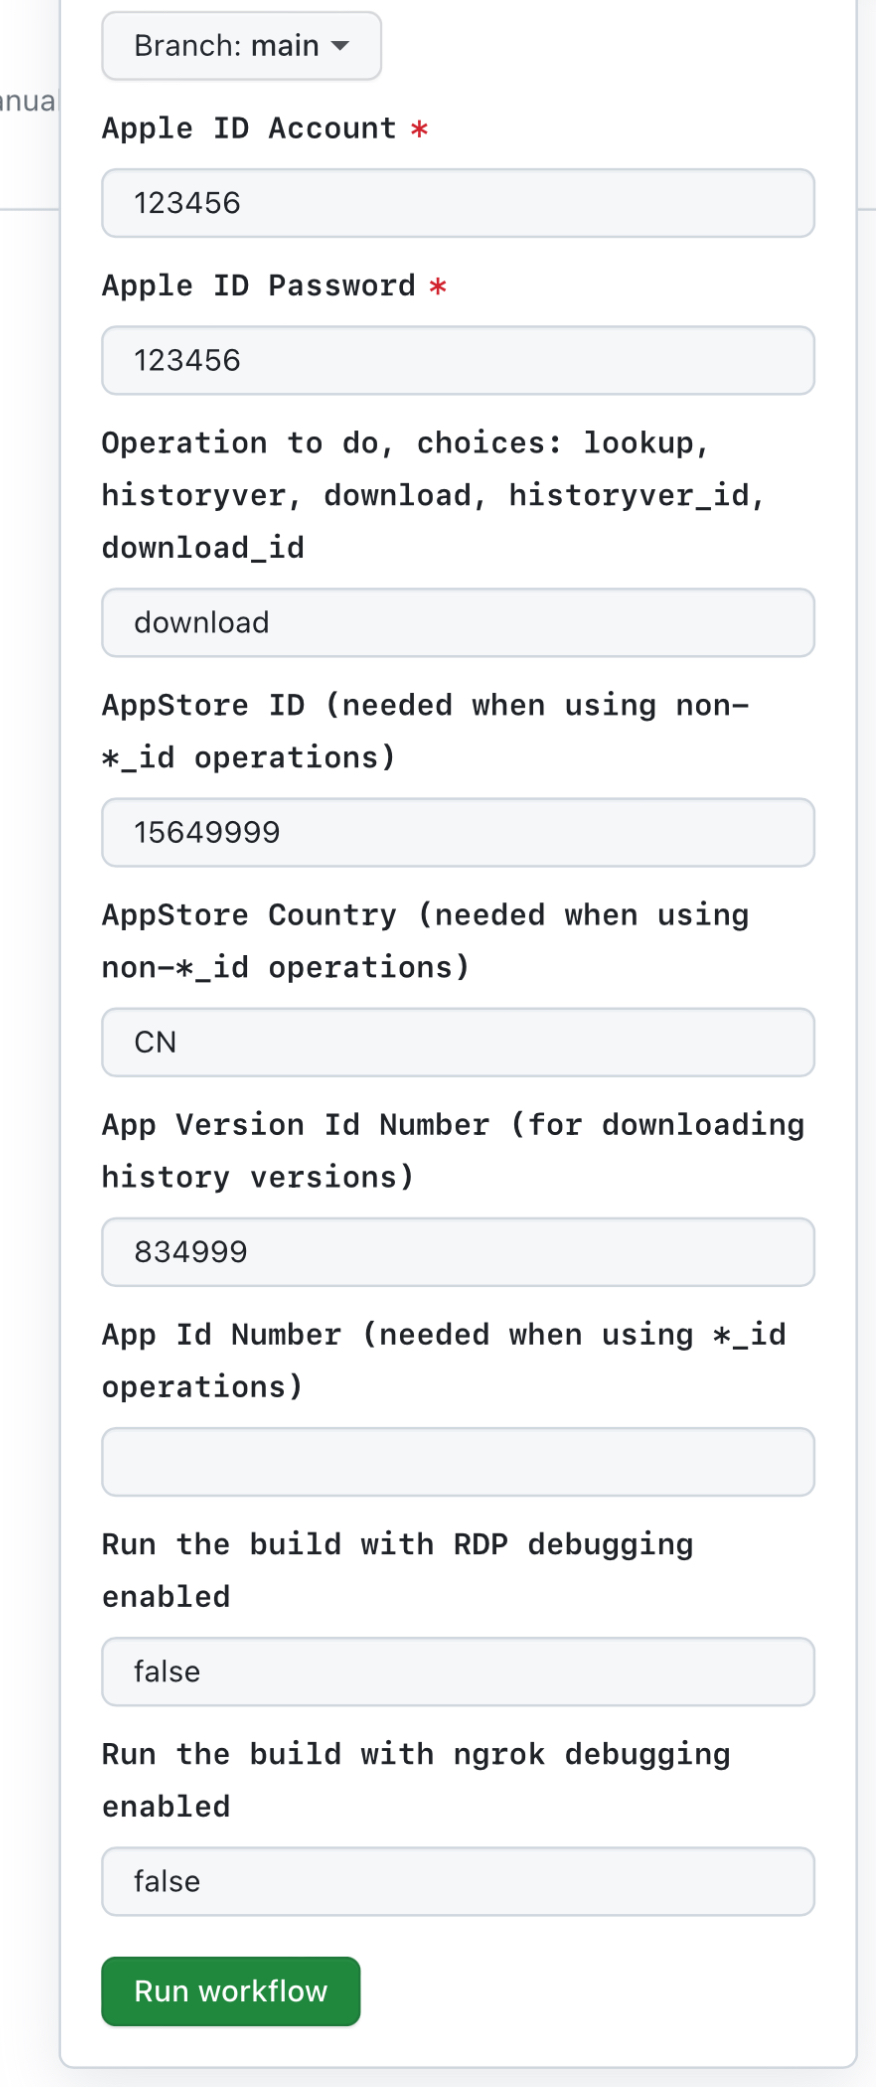 Branch: main
Apple ID Account *
123456
Apple ID Password *
123456
Operation to do, choices: lookup,
historyver, download, historyver_id,
download_id
download
AppStore ID (needed when using non-
*_id operations)
15649999
AppStore Country (needed when using
non-*_id operations)
CN
App Version Id Number (for downloading
history versions)
834999
App Id Number (needed when using *_id
operations)
Run the build with RDP debugging
enabled
false
Run the build with ngrok debugging
enabled
false
Run workflow